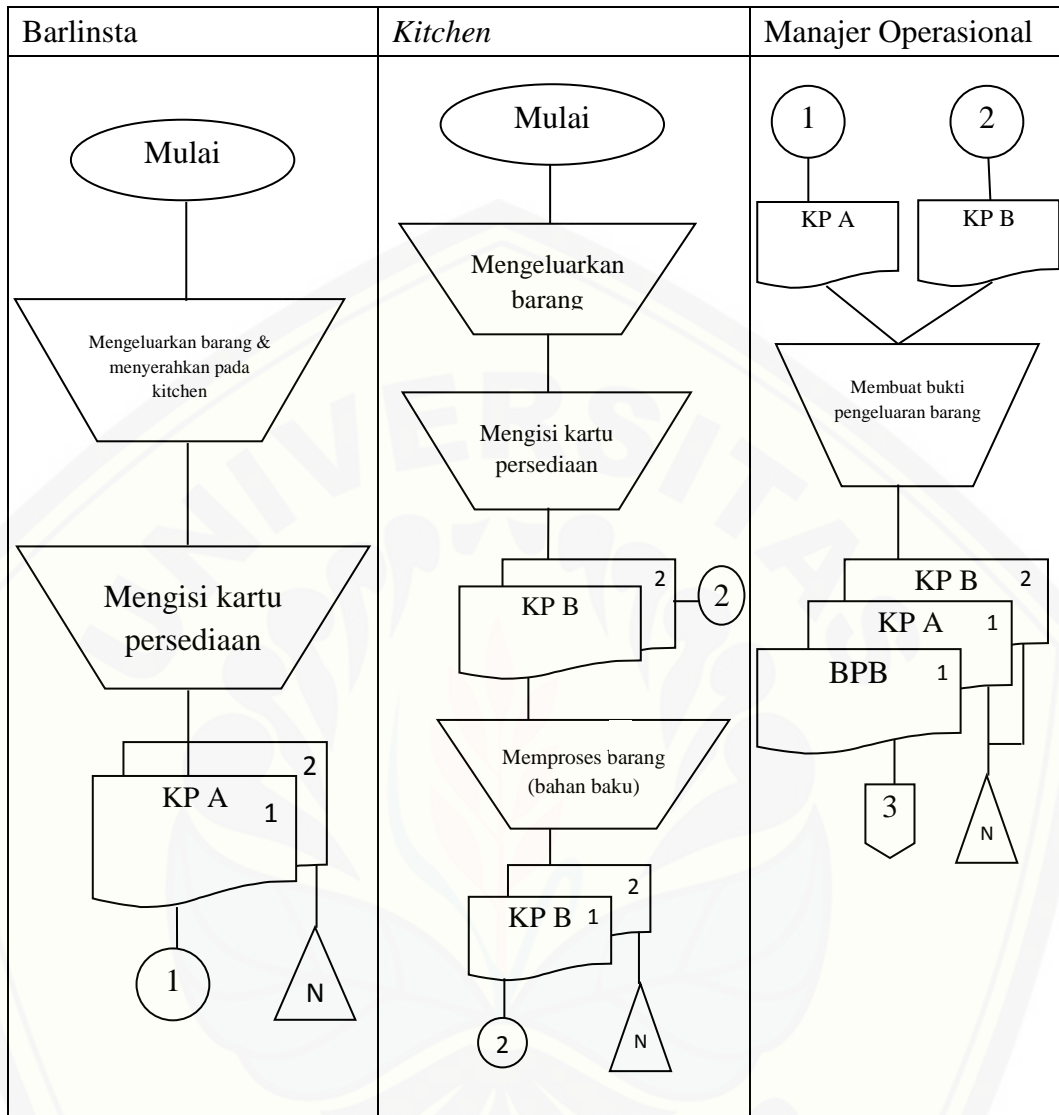 Barlinsta
Kitchen
Manajer Operasional
Mulai
Mengeluarkan barang &
menyerahkan pada
kitchen
Mengisi kartu
persediaan
2
KP A
1
1
N
Mulai
Mengeluarkan
barang
Mengisi kartu
persediaan
2
KP B
2
Memproses barang
(bahan baku)
2
KP B 1
2
N
1
2
KP A
KP B
Membuat bukti
pengeluaran barang
KP B 2
KP A 1
BPB 1
3
N
UNIVERSITAS